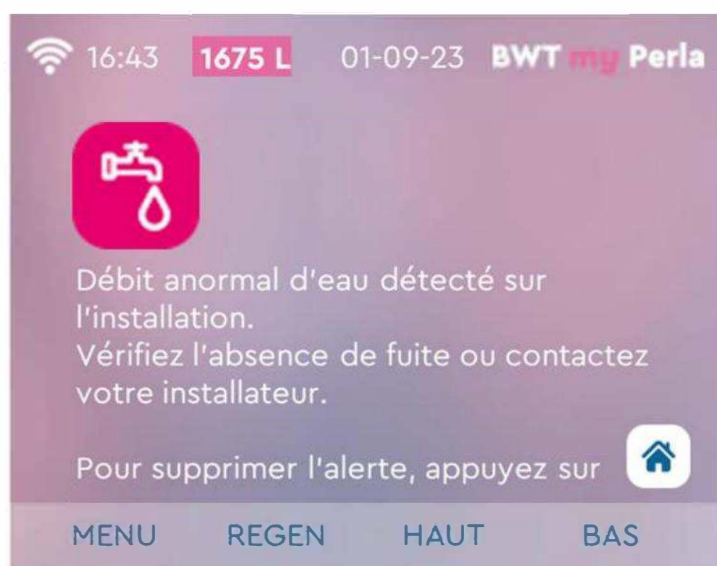 16:43 1675 L 01-09-23 BWT my Perla
Débit anormal d'eau détecté sur
l'installation.
Vérifiez l'absence de fuite ou contactez
votre installateur.
Pour supprimer l'alerte, appuyez sur
MENU REGEN HAUT BAS